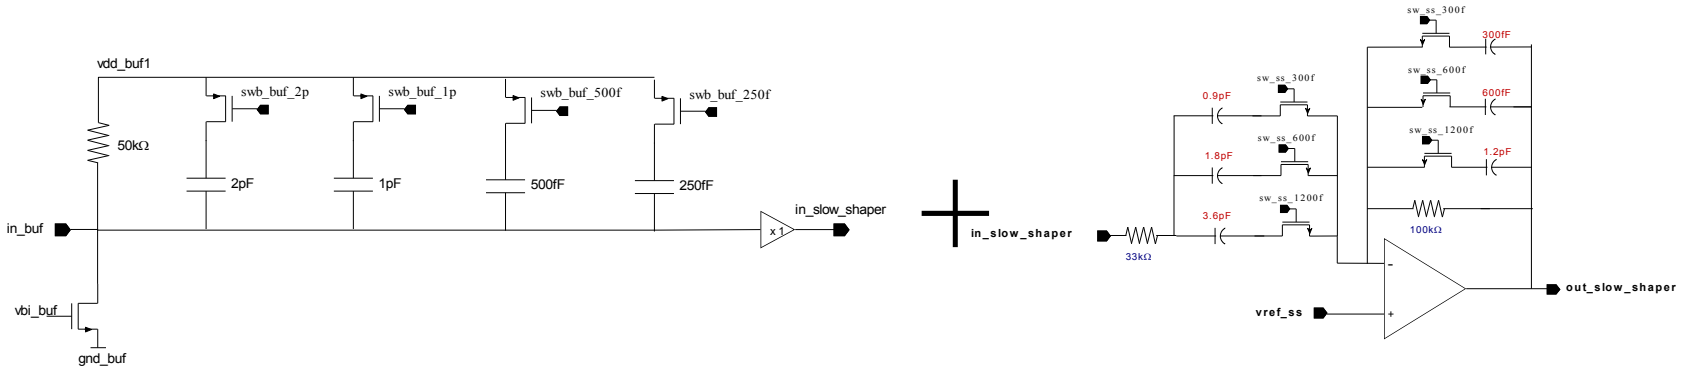 vdd_buf1
swb_buf_2p
swb_buf_1p
swb_buf_500f
swb_buf_250f
50kΩ
2pF
1pF
500fF
250fF
in_buf
x 1
in_slow_shaper
vbi_buf
gnd_buf
in_slow_shaper
33kΩ
0.9pF
sw_ss_300f
1.8pF
sw_ss_600f
3.6pF
sw_ss_1200f
sw_ss_300f
300fF
sw_ss_600f
600fF
sw_ss_1200f
1.2pF
100kΩ
-
+
vref_ss
out_slow_shaper